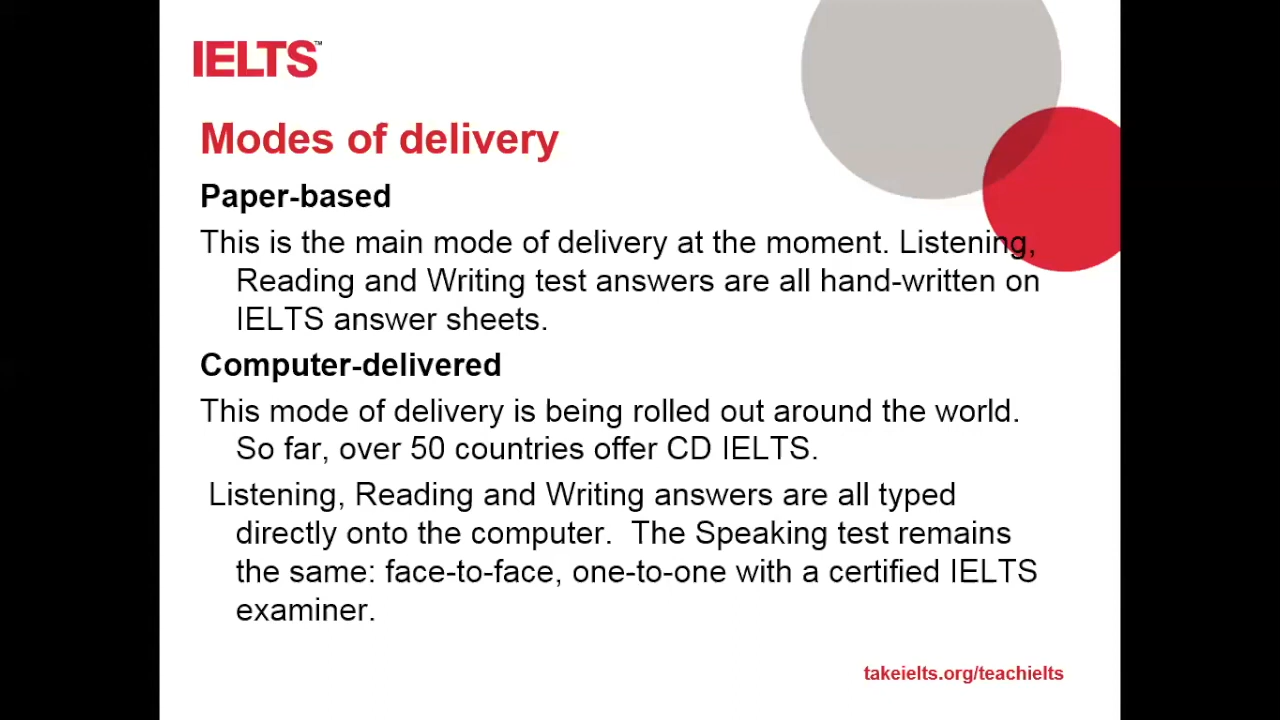 IELTS™
Modes of delivery
Paper-based
This is the main mode of delivery at the moment. Listening,
Reading and Writing test answers are all hand-written on
IELTS answer sheets.
Computer-delivered
This mode of delivery is being rolled out around the world.
So far, over 50 countries offer CD IELTS.
Listening, Reading and Writing answers are all typed
directly onto the computer.  The Speaking test remains
the same: face-to-face, one-to-one with a certified IELTS
examiner.
takeielts.org/teachielts